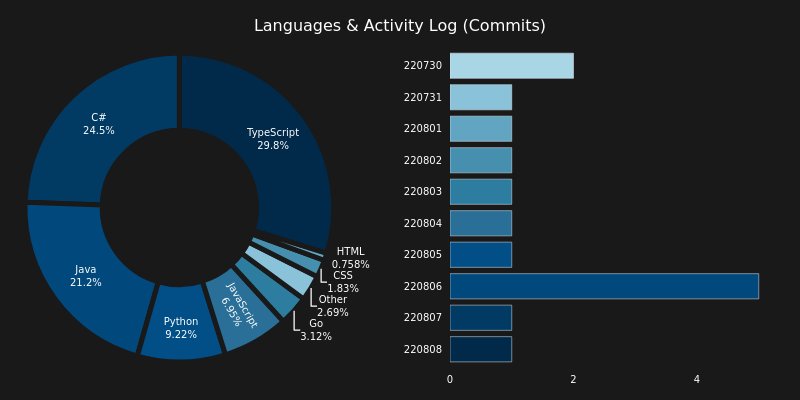 Languages & Activity Log (Commits)
TypeScript
29.8%
C#
24.5%
Java
21.2%
Python
9.22%
JavaScript
6.95%
Go
3.12%
Other
2.69%
CSS
1.83%
HTML
0.758%
220730
220731
220801
220802
220803
220804
220805
220806
220807
220808
0 2 4